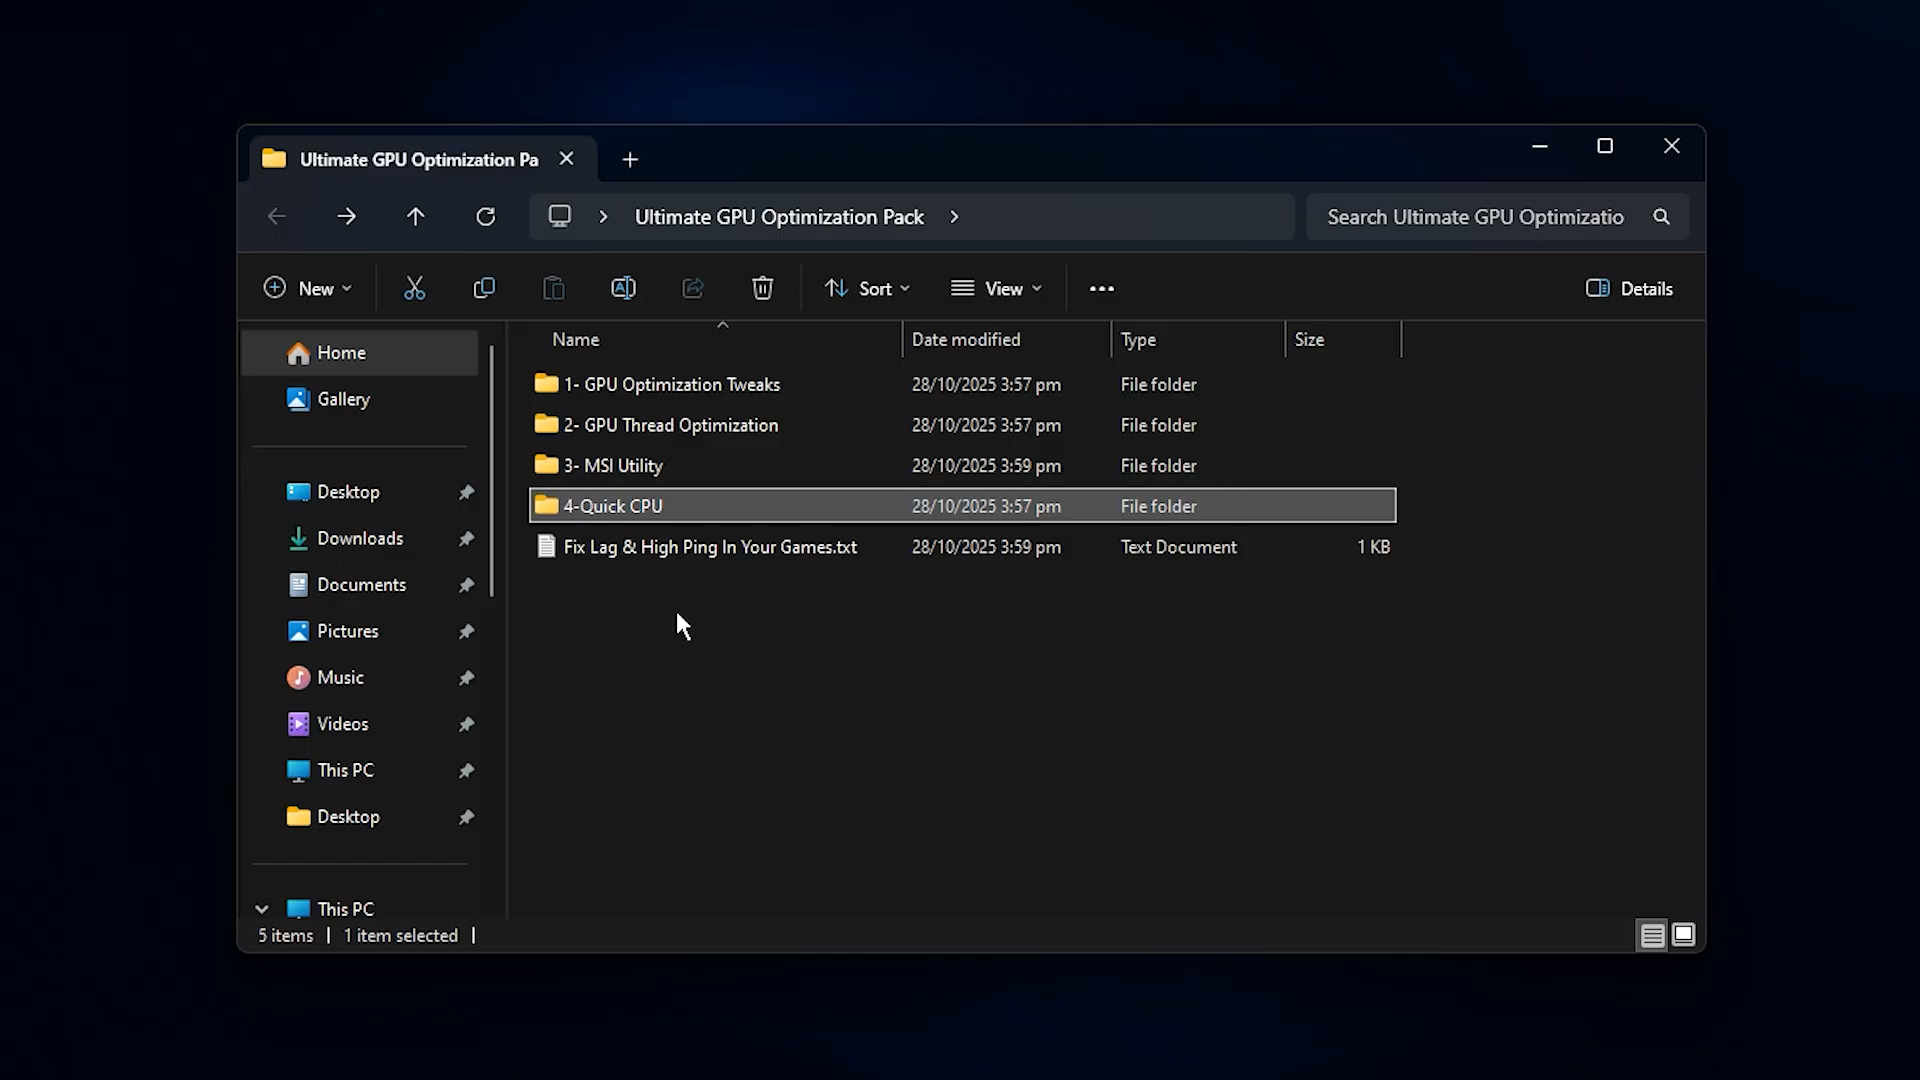 Ultimate GPU Optimization Pa
Ultimate GPU Optimization Pack
Search Ultimate GPU Optimizatio
New
Sort
View
Details
Name Date modified Type Size
1- GPU Optimization Tweaks 28/10/2025 3:57 pm File folder
2- GPU Thread Optimization 28/10/2025 3:57 pm File folder
3- MSI Utility 28/10/2025 3:59 pm File folder
4-Quick CPU 28/10/2025 3:57 pm File folder
Fix Lag & High Ping In Your Games.txt 28/10/2025 3:59 pm Text Document 1 KB
Home
Gallery
Desktop
Downloads
Documents
Pictures
Music
Videos
This PC
Desktop
This PC
5 items | 1 item selected |